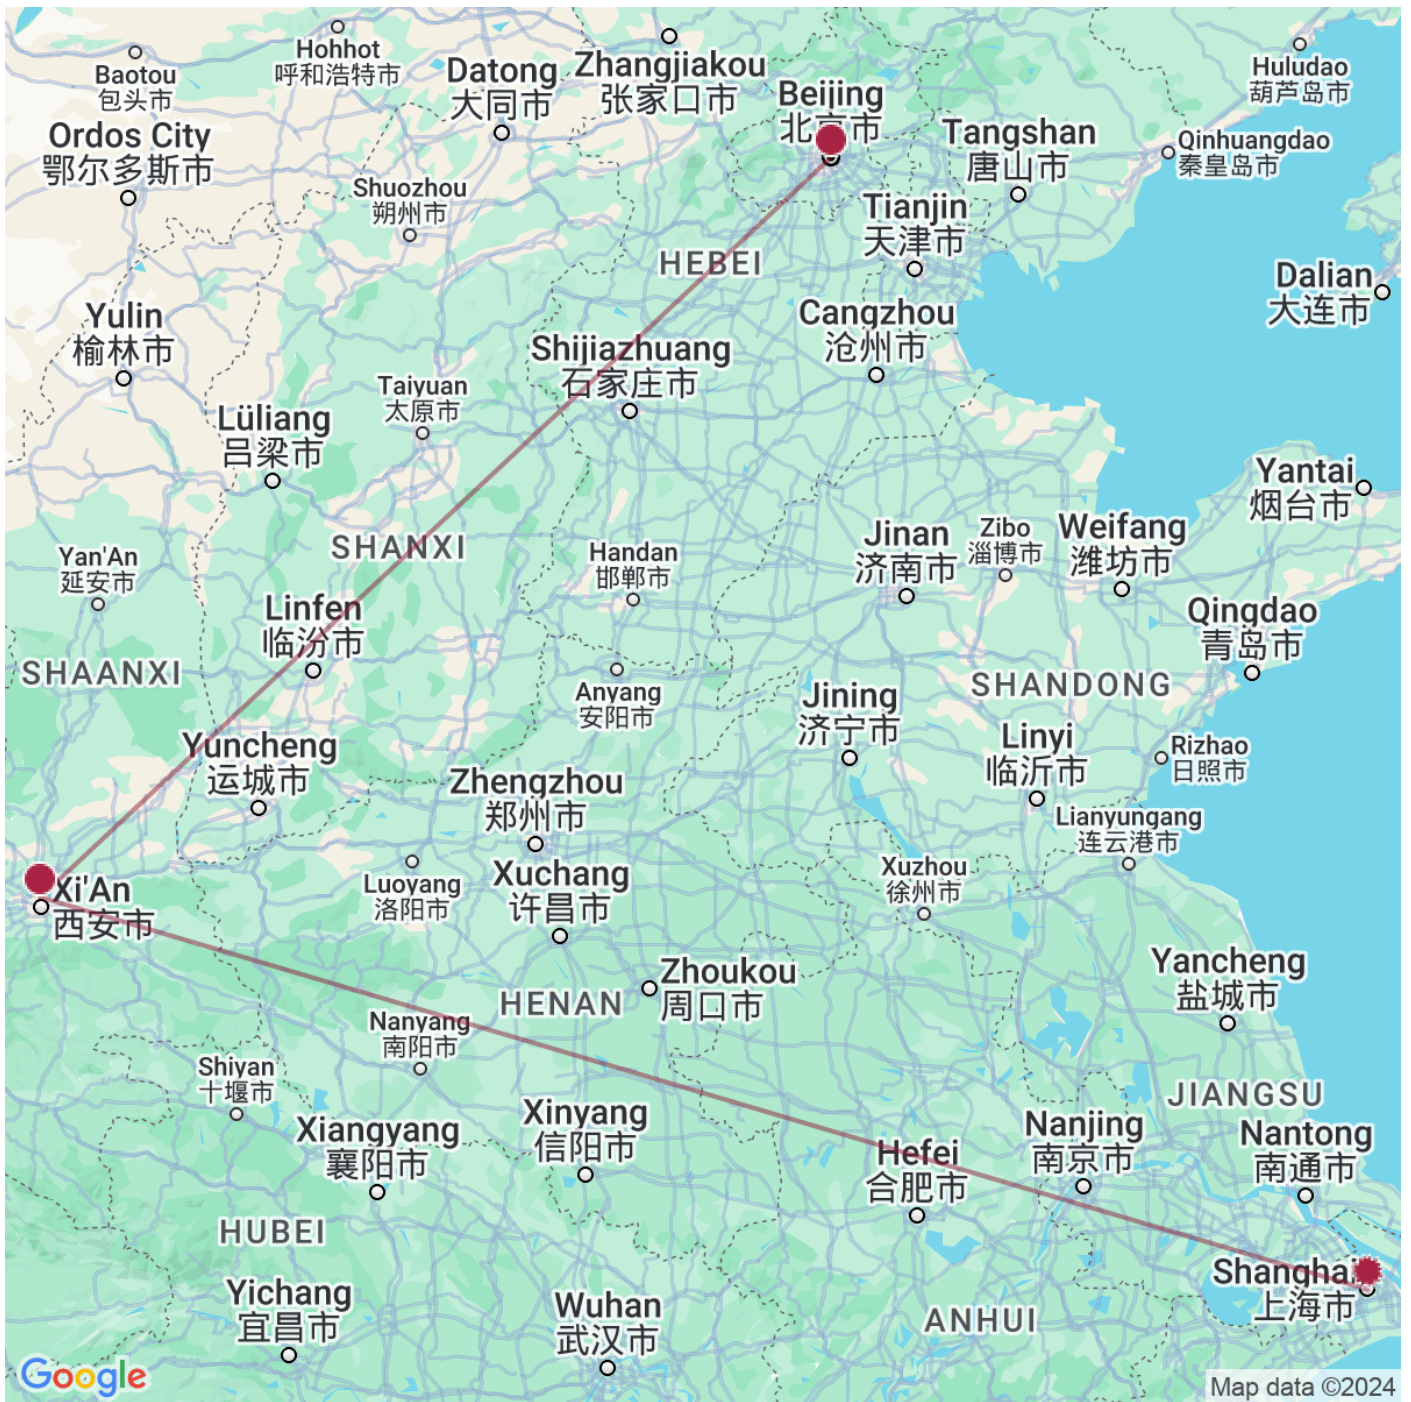 Hohhot
呼和浩特市
Baotou
包头市
Datong
大同市
Zhangjiakou
张家口市
Beijing
北京市
Huludao
葫芦岛市
Ordos City
鄂尔多斯市
Tangshan
唐山市
Qinhuangdao
秦皇岛市
Shuozhou
朔州市
Tianjin
天津市
HEBEI
Dalian
大连市
Yulin
榆林市
Cangzhou
沧州市
Shijiazhuang
石家庄市
Taiyuan
太原市
Lüliang
吕梁市
Yantai
烟台市
Jinan
济南市
Zibo
淄博市
Weifang
潍坊市
SHANXI
Yan'An
延安市
Handan
邯郸市
Linfen
临汾市
Qingdao
青岛市
SHAANXI
Anyang
安阳市
Jining
济宁市
SHANDONG
Linyi
临沂市
Rizhao
日照市
Yuncheng
运城市
Zhengzhou
郑州市
Lianyungang
连云港市
Xi'An
西安市
Luoyang
洛阳市
Xuchang
许昌市
Xuzhou
徐州市
Zhoukou
周口市
Yancheng
盐城市
HENAN
Nanyang
南阳市
Shiyan
十堰市
JIANGSU
Xiangyang
襄阳市
Xinyang
信阳市
Hefei
合肥市
Nanjing
南京市
Nantong
南通市
HUBEI
Shanghai
上海市
Yichang
宜昌市
Wuhan
武汉市
ANHUI
Google
Map data ©2024